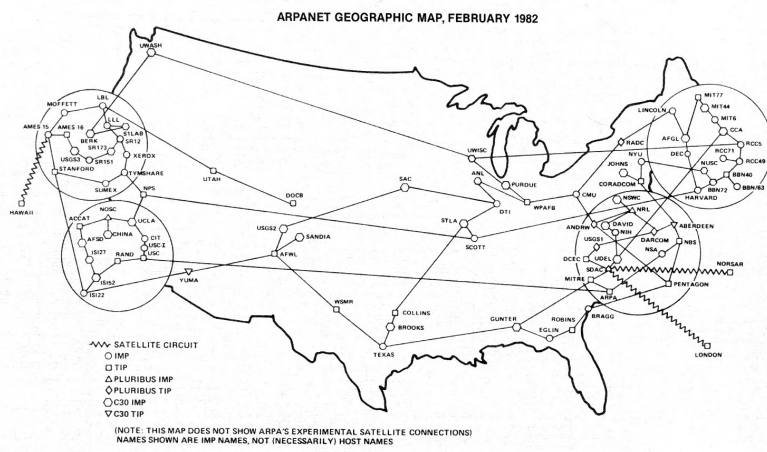 ARPANET GEOGRAPHIC MAP, FEBRUARY 1982
UWASH
LBL
MOFFETT
LLL
AMES 15
AMES 16
S1LAB
BERK
SR12
SR173
USGS3
SR151
XEROX
STANFORD
TYMSHARE
SUMEX
NPS
UTAH
DOCB
HAWAII
NOSC
ACCAT
UCLA
CHINA
AFSD
CIT
USC-I
USC
ISI27
RAND
ISI52
ISI22
YUMA
USGS2
SANDIA
AFWL
SAC
WSMR
COLLINS
BROOKS
TEXAS
STLA
SCOTT
UWISC
ANL
PURDUE
DTI
WPAFB
CMU
GUNTER
EGLIN
ROBINS
BRAGG
LINCOLN
MIT77
MIT44
MIT6
CCA
RADC
AFGL
DEC
RCC5
NYU
RCC71
RCC49
JOHNS
NUSC
BBN40
CORADCOM
BBN72
BBN/63
HARVARD
NSWC
NRL
ANDRW
DAVID
ABERDEEN
NIH
USGS1
DARCOM
NBS
NSA
DCEC
UDEL
SDAC
NORSAR
MITRE
PENTAGON
ARPA
LONDON
SATELLITE CIRCUIT
IMP
TIP
PLURIBUS IMP
PLURIBUS TIP
C30 IMP
C30 TIP
(NOTE: THIS MAP DOES NOT SHOW ARPA'S EXPERIMENTAL SATELLITE CONNECTIONS)
NAMES SHOWN ARE IMP NAMES, NOT (NECESSARILY) HOST NAMES